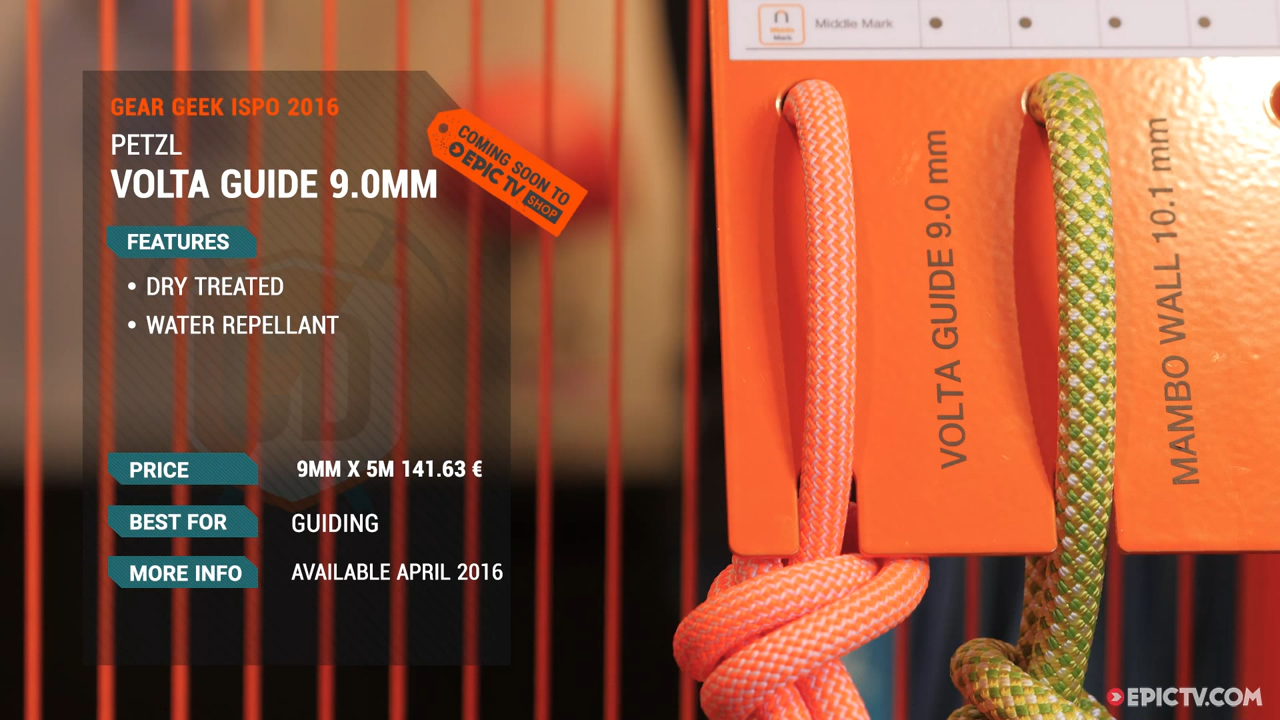 GEAR GEEK ISPO 2016
PETZL
VOLTA GUIDE 9.0MM
COMING SOON TO
EPIC TV SHOP
FEATURES
• DRY TREATED
• WATER REPELLANT
PRICE
9MM X 5M 141.63 €
BEST FOR
GUIDING
MORE INFO
AVAILABLE APRIL 2016
Middle
Mark
Middle Mark
VOLTA GUIDE 9.0 mm
MAMBO WALL 10.1 mm
EPICTV.COM